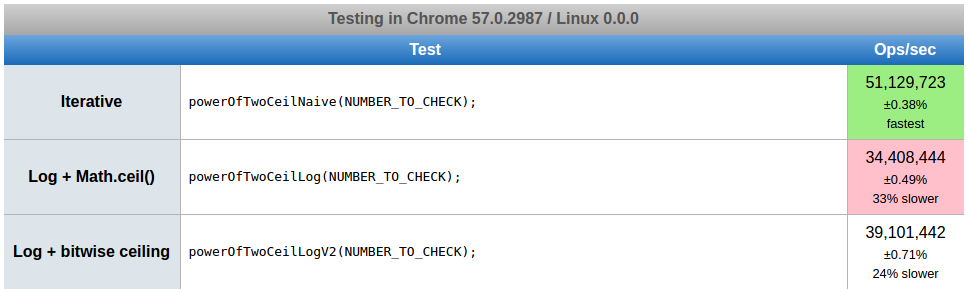 Testing in Chrome 57.0.2987 / Linux 0.0.0
Test Ops/sec
Iterative powerOfTwoCeilNaive(NUMBER_TO_CHECK); 51,129,723
±0.38%
fastest
Log + Math.ceil() powerOfTwoCeilLog(NUMBER_TO_CHECK); 34,408,444
±0.49%
33% slower
Log + bitwise ceiling powerOfTwoCeilLogV2(NUMBER_TO_CHECK); 39,101,442
±0.71%
24% slower